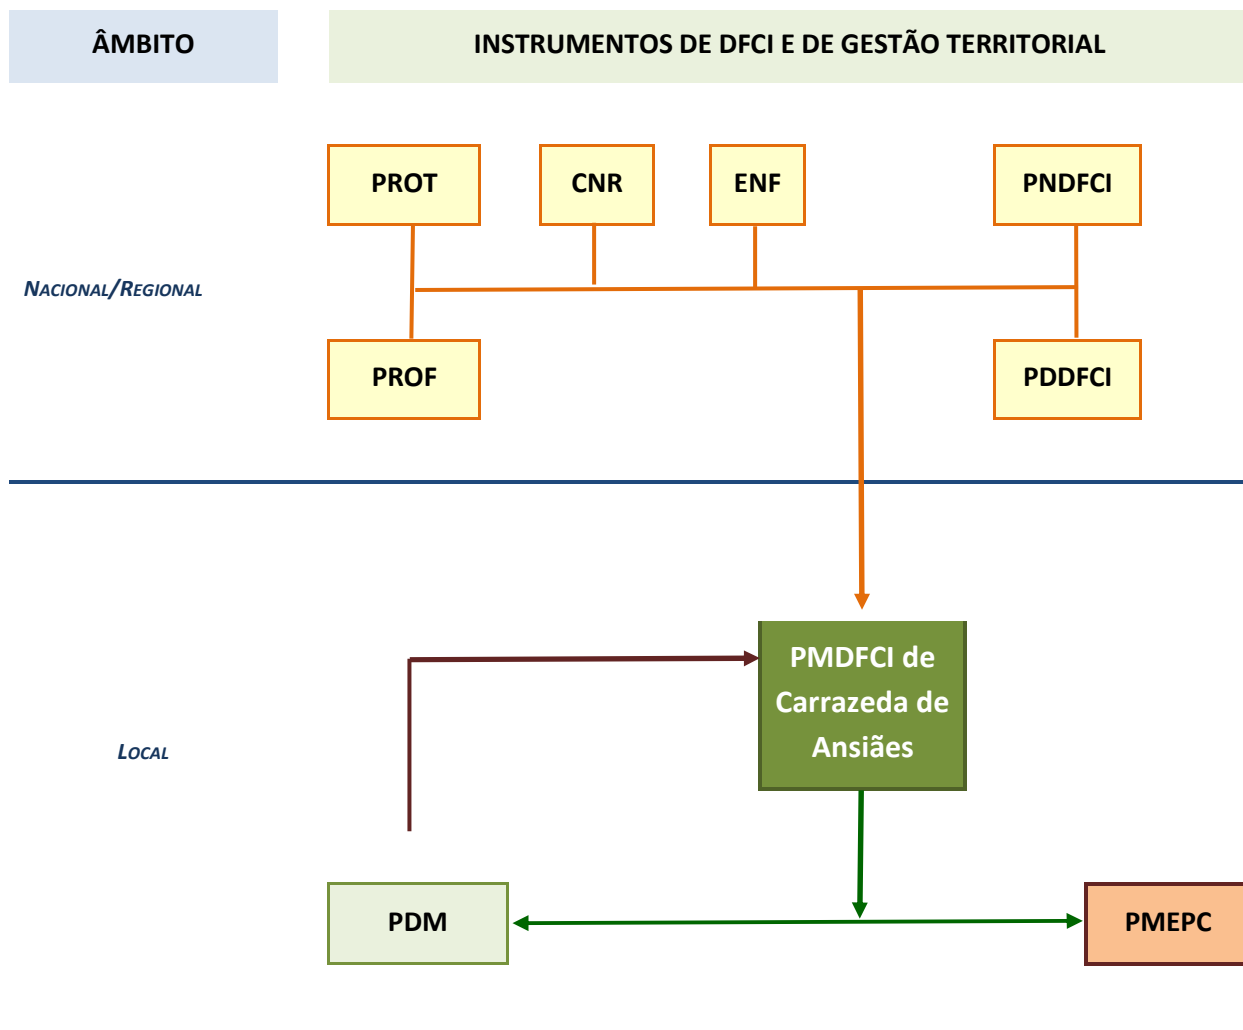 ÂMBITO
INSTRUMENTOS DE DFCI E DE GESTÃO TERRITORIAL
PROT
CNR
ENF
PNDFCI
NACIONAL/REGIONAL
PROF
PDDFCI
PMDFCI de
Carrazeda de
Ansiães
LOCAL
PDM
PMEPC